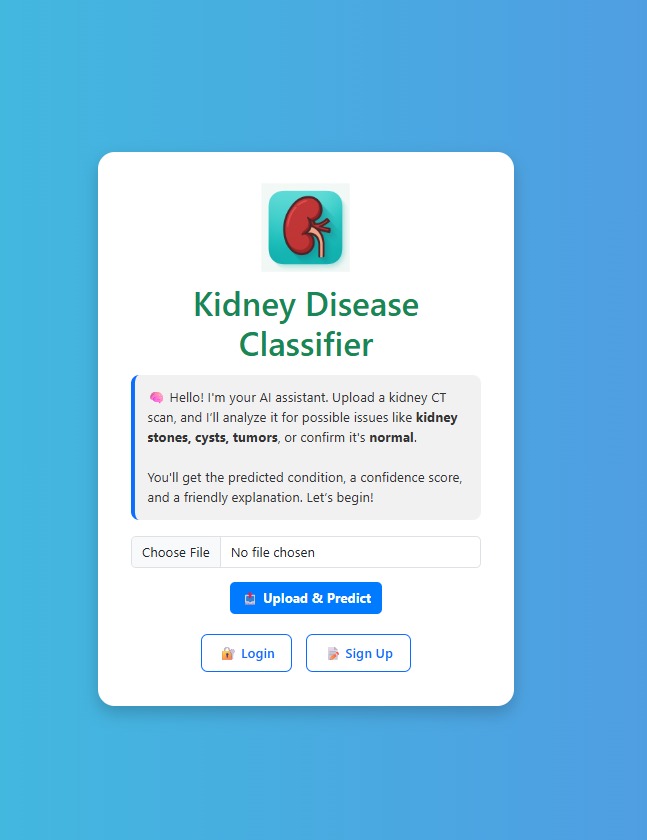 Kidney Disease
Classifier
🧠 Hello! I'm your AI assistant. Upload a kidney CT
scan, and I'll analyze it for possible issues like kidney
stones, cysts, tumors, or confirm it's normal.
You'll get the predicted condition, a confidence score,
and a friendly explanation. Let's begin!
Choose File No file chosen
📤 Upload & Predict
🔐 Login 📝 Sign Up